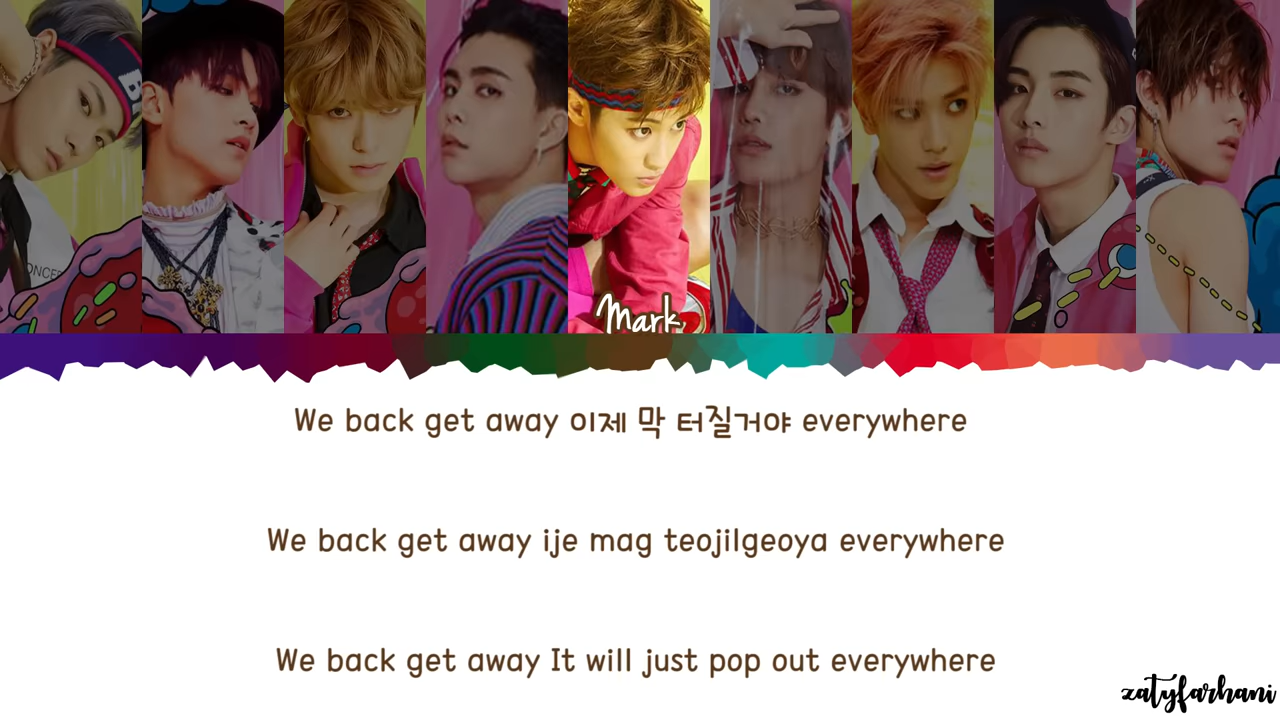 Mark
We back get away 이제 막 터질거야 everywhere
We back get away ije mag teojilgeoya everywhere
We back get away It will just pop out everywhere
zatyfarhani